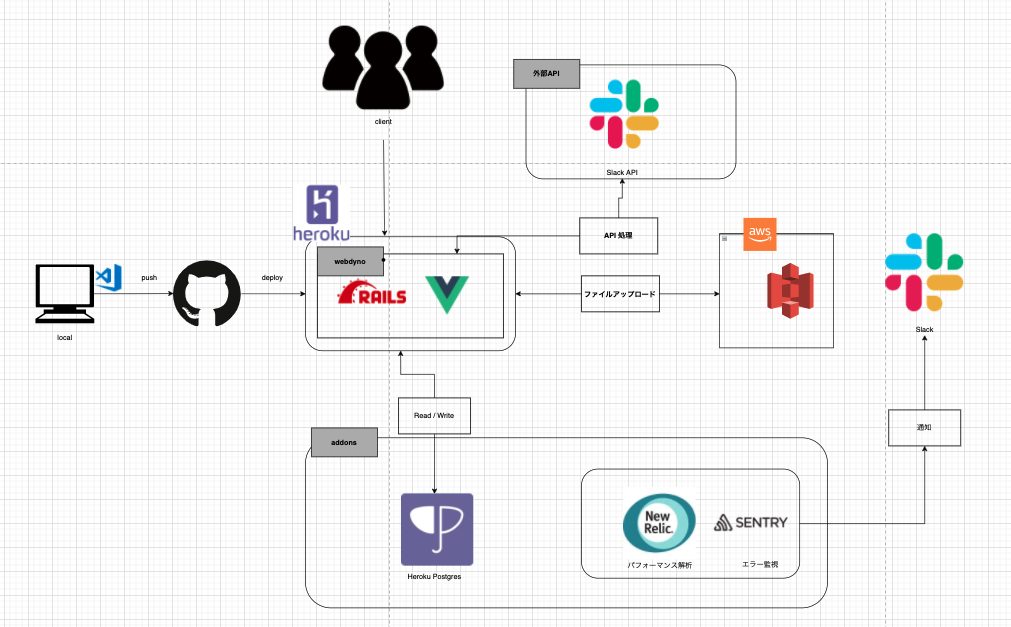 client
外部API
Slack API
heroku
API 処理
aws
webdyno
RAILS
push
deploy
ファイルアップロード
local
Slack
Read / Write
通知
addons
New
Relic.
SENTRY
パフォーマンス解析
エラー監視
Heroku Postgres